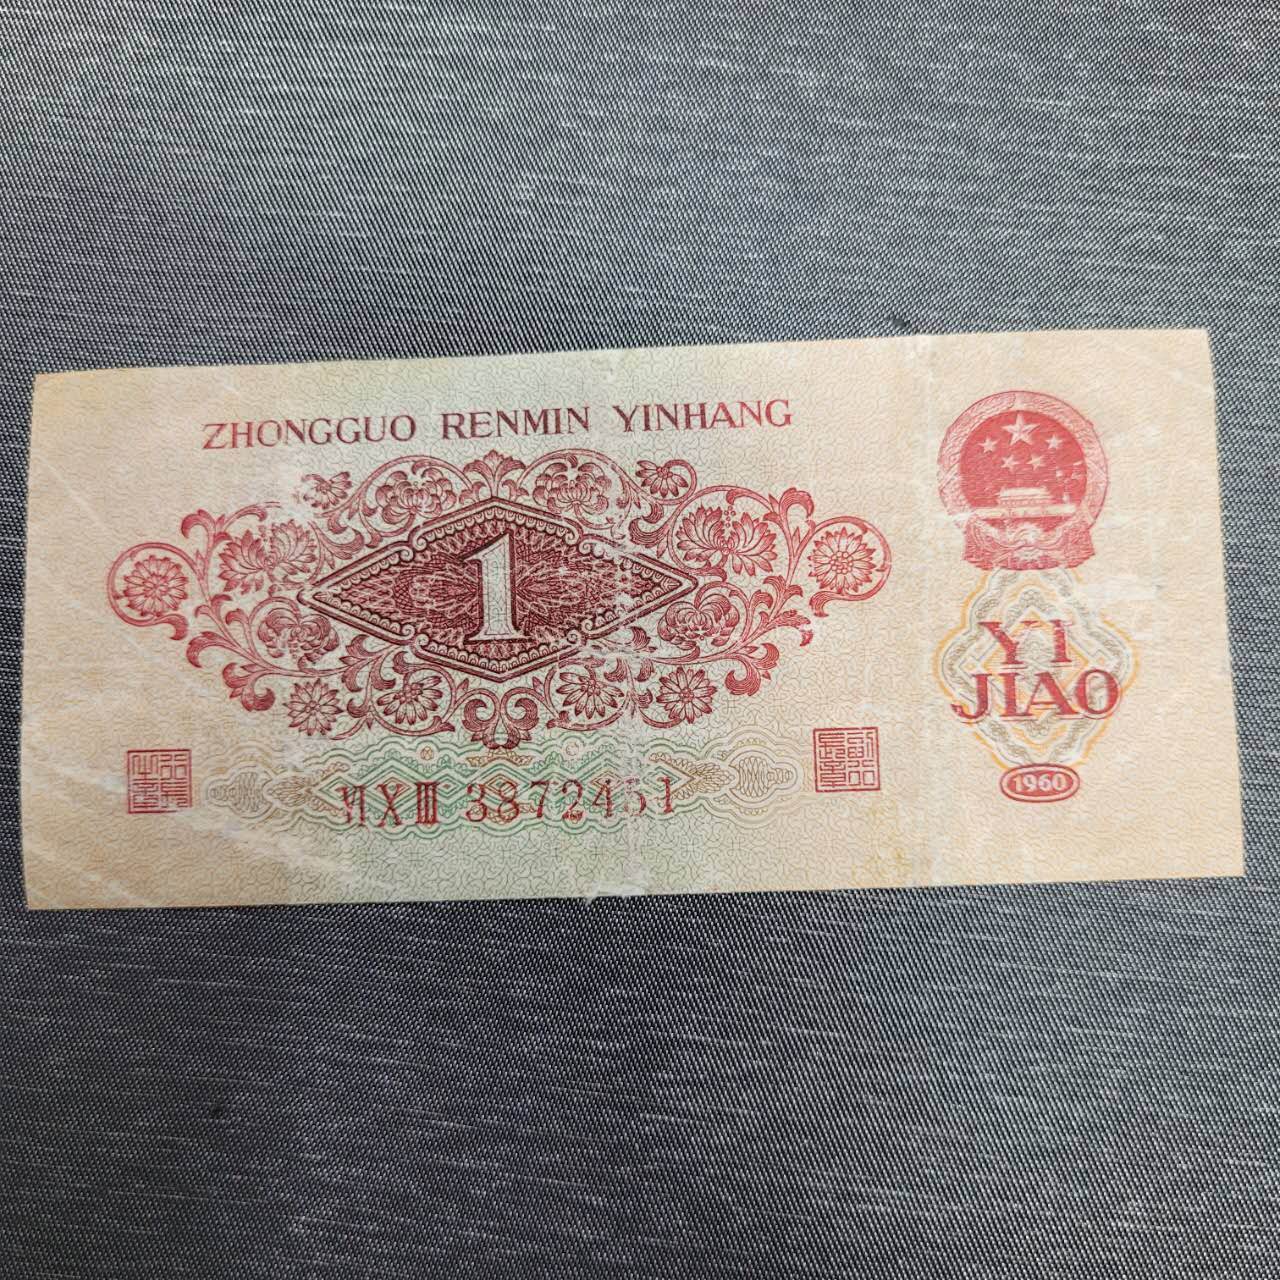 ZHONGGUO RENMIN YINHANG
1
YI
JIAO
1960
VI X III 3872451